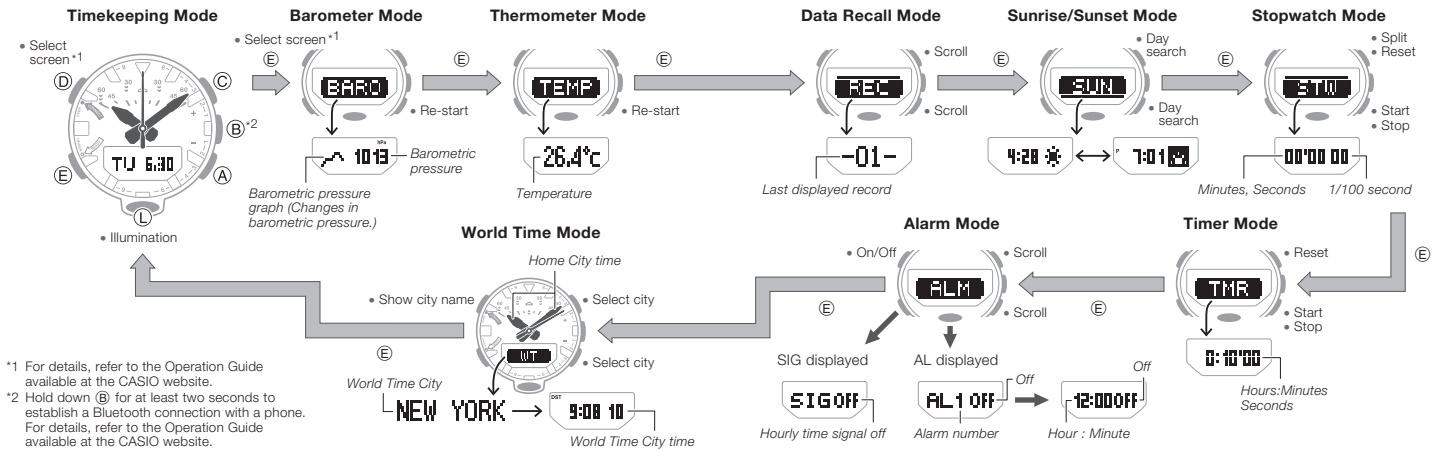 Timekeeping Mode
• Select
screen*1
D
C
B*2
E
A
L
TU 6:30
• Illumination
E
Barometer Mode
• Select screen*1
BARO
• Re-start
hPa
1013
Barometric
pressure
Barometric pressure
graph (Changes in
barometric pressure.)
E
Thermometer Mode
TEMP
• Re-start
26.4°C
Temperature
E
Data Recall Mode
• Scroll
REC
• Scroll
-01-
Last displayed record
E
Sunrise/Sunset Mode
• Day
search
SUN
• Day
search
4:28
P 7:01
E
Stopwatch Mode
• Split
• Reset
STW
• Start
• Stop
00'00 00
Minutes, Seconds
1/100 second
E
Timer Mode
• Reset
TMR
• Start
• Stop
0:10'00
Hours:Minutes
Seconds
E
Alarm Mode
• On/Off
• Scroll
ALM
• Scroll
SIG displayed
AL displayed
SIGOFF
Hourly time signal off
Off
AL1 OFF
Alarm number
Off
12:00OFF
Hour : Minute
E
World Time Mode
Home City time
• Show city name
• Select city
WT
• Select city
World Time City
NEW YORK
DST
9:08 10
World Time City time
E
*1 For details, refer to the Operation Guide
available at the CASIO website.
*2 Hold down B for at least two seconds to
establish a Bluetooth connection with a phone.
For details, refer to the Operation Guide
available at the CASIO website.